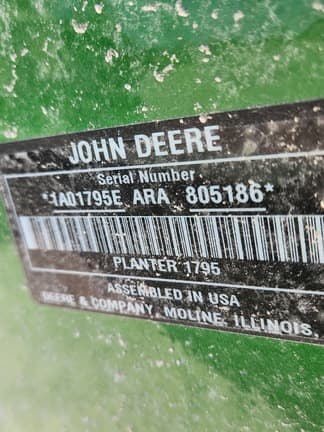 JOHN DEERE
Serial Number
*1A01795E ARA 805186*
PLANTER 1795
ASSEMBLED IN USA
DEERE & COMPANY, MOLINE, ILLINOIS,